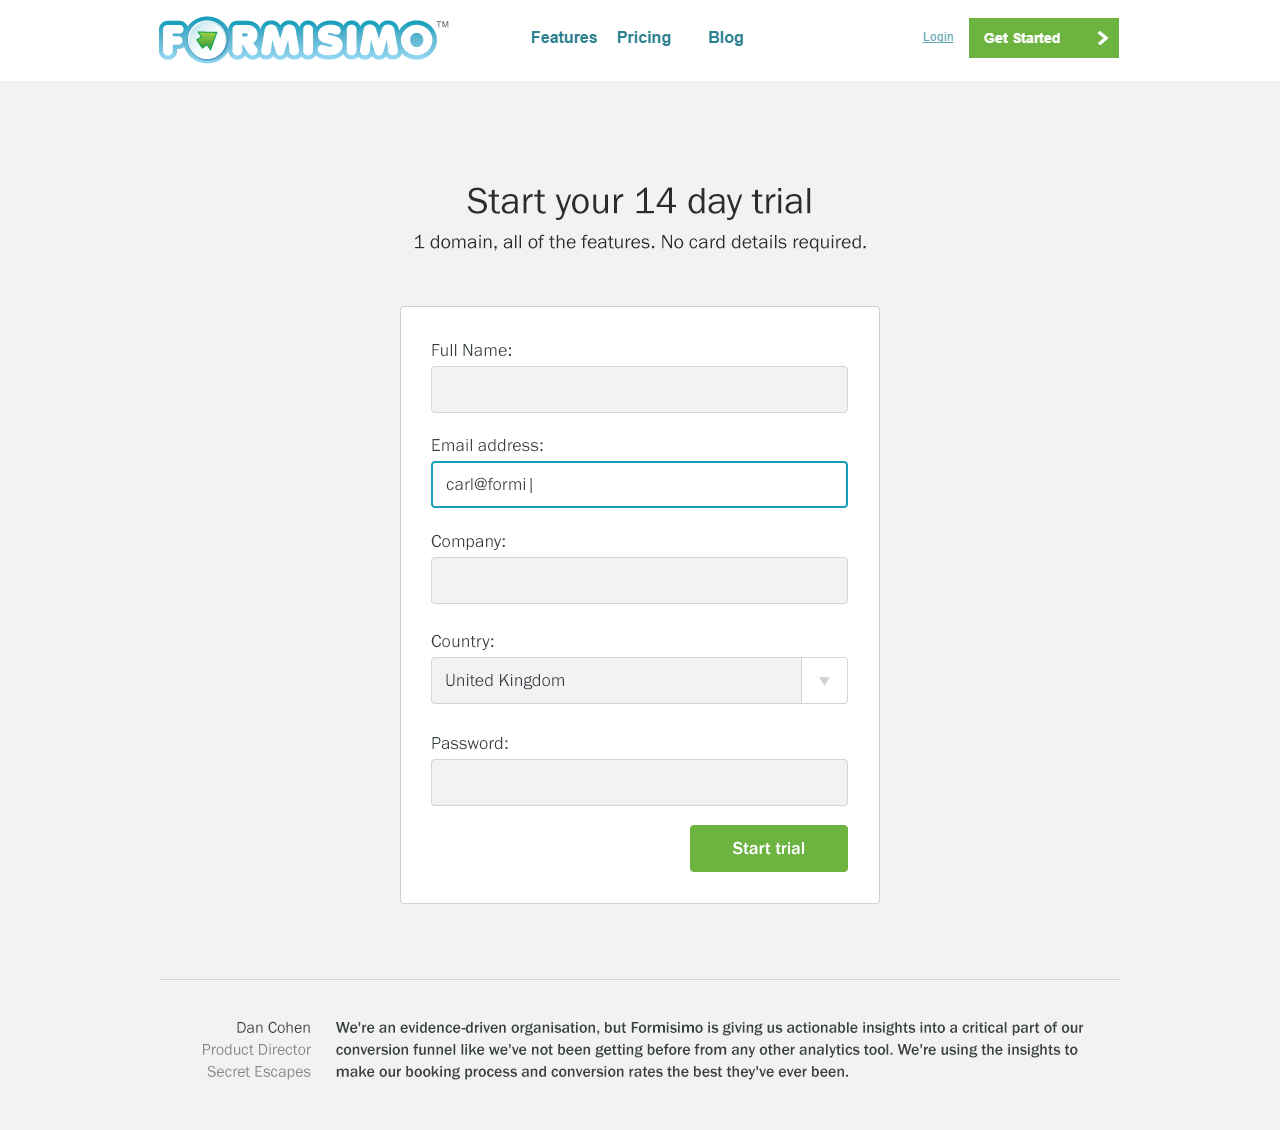 FORMISIMO™
Features Pricing Blog
Login
Get Started
Start your 14 day trial
1 domain, all of the features. No card details required.
Full Name:
Email address:
carl@formi|
Company:
Country:
United Kingdom
Password:
Start trial
Dan Cohen
Product Director
Secret Escapes
We're an evidence-driven organisation, but Formisimo is giving us actionable insights into a critical part of our
conversion funnel like we've not been getting before from any other analytics tool. We're using the insights to
make our booking process and conversion rates the best they've ever been.